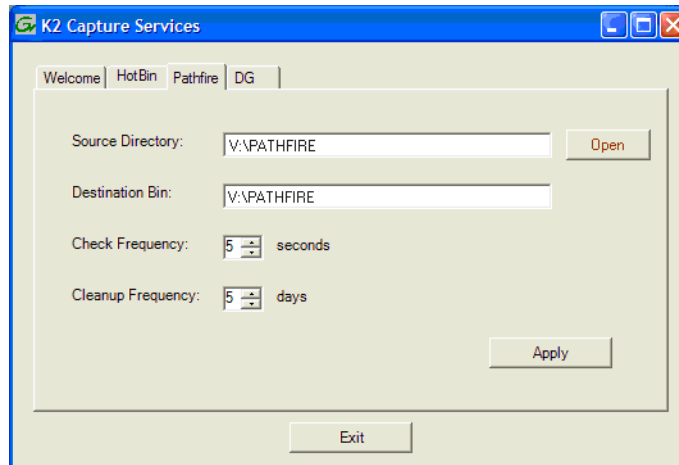 K2 Capture Services
Welcome HotBin Pathfire DG
Source Directory: V:\PATHFIRE Open
Destination Bin: V:\PATHFIRE
Check Frequency: 5 seconds
Cleanup Frequency: 5 days
Apply
Exit